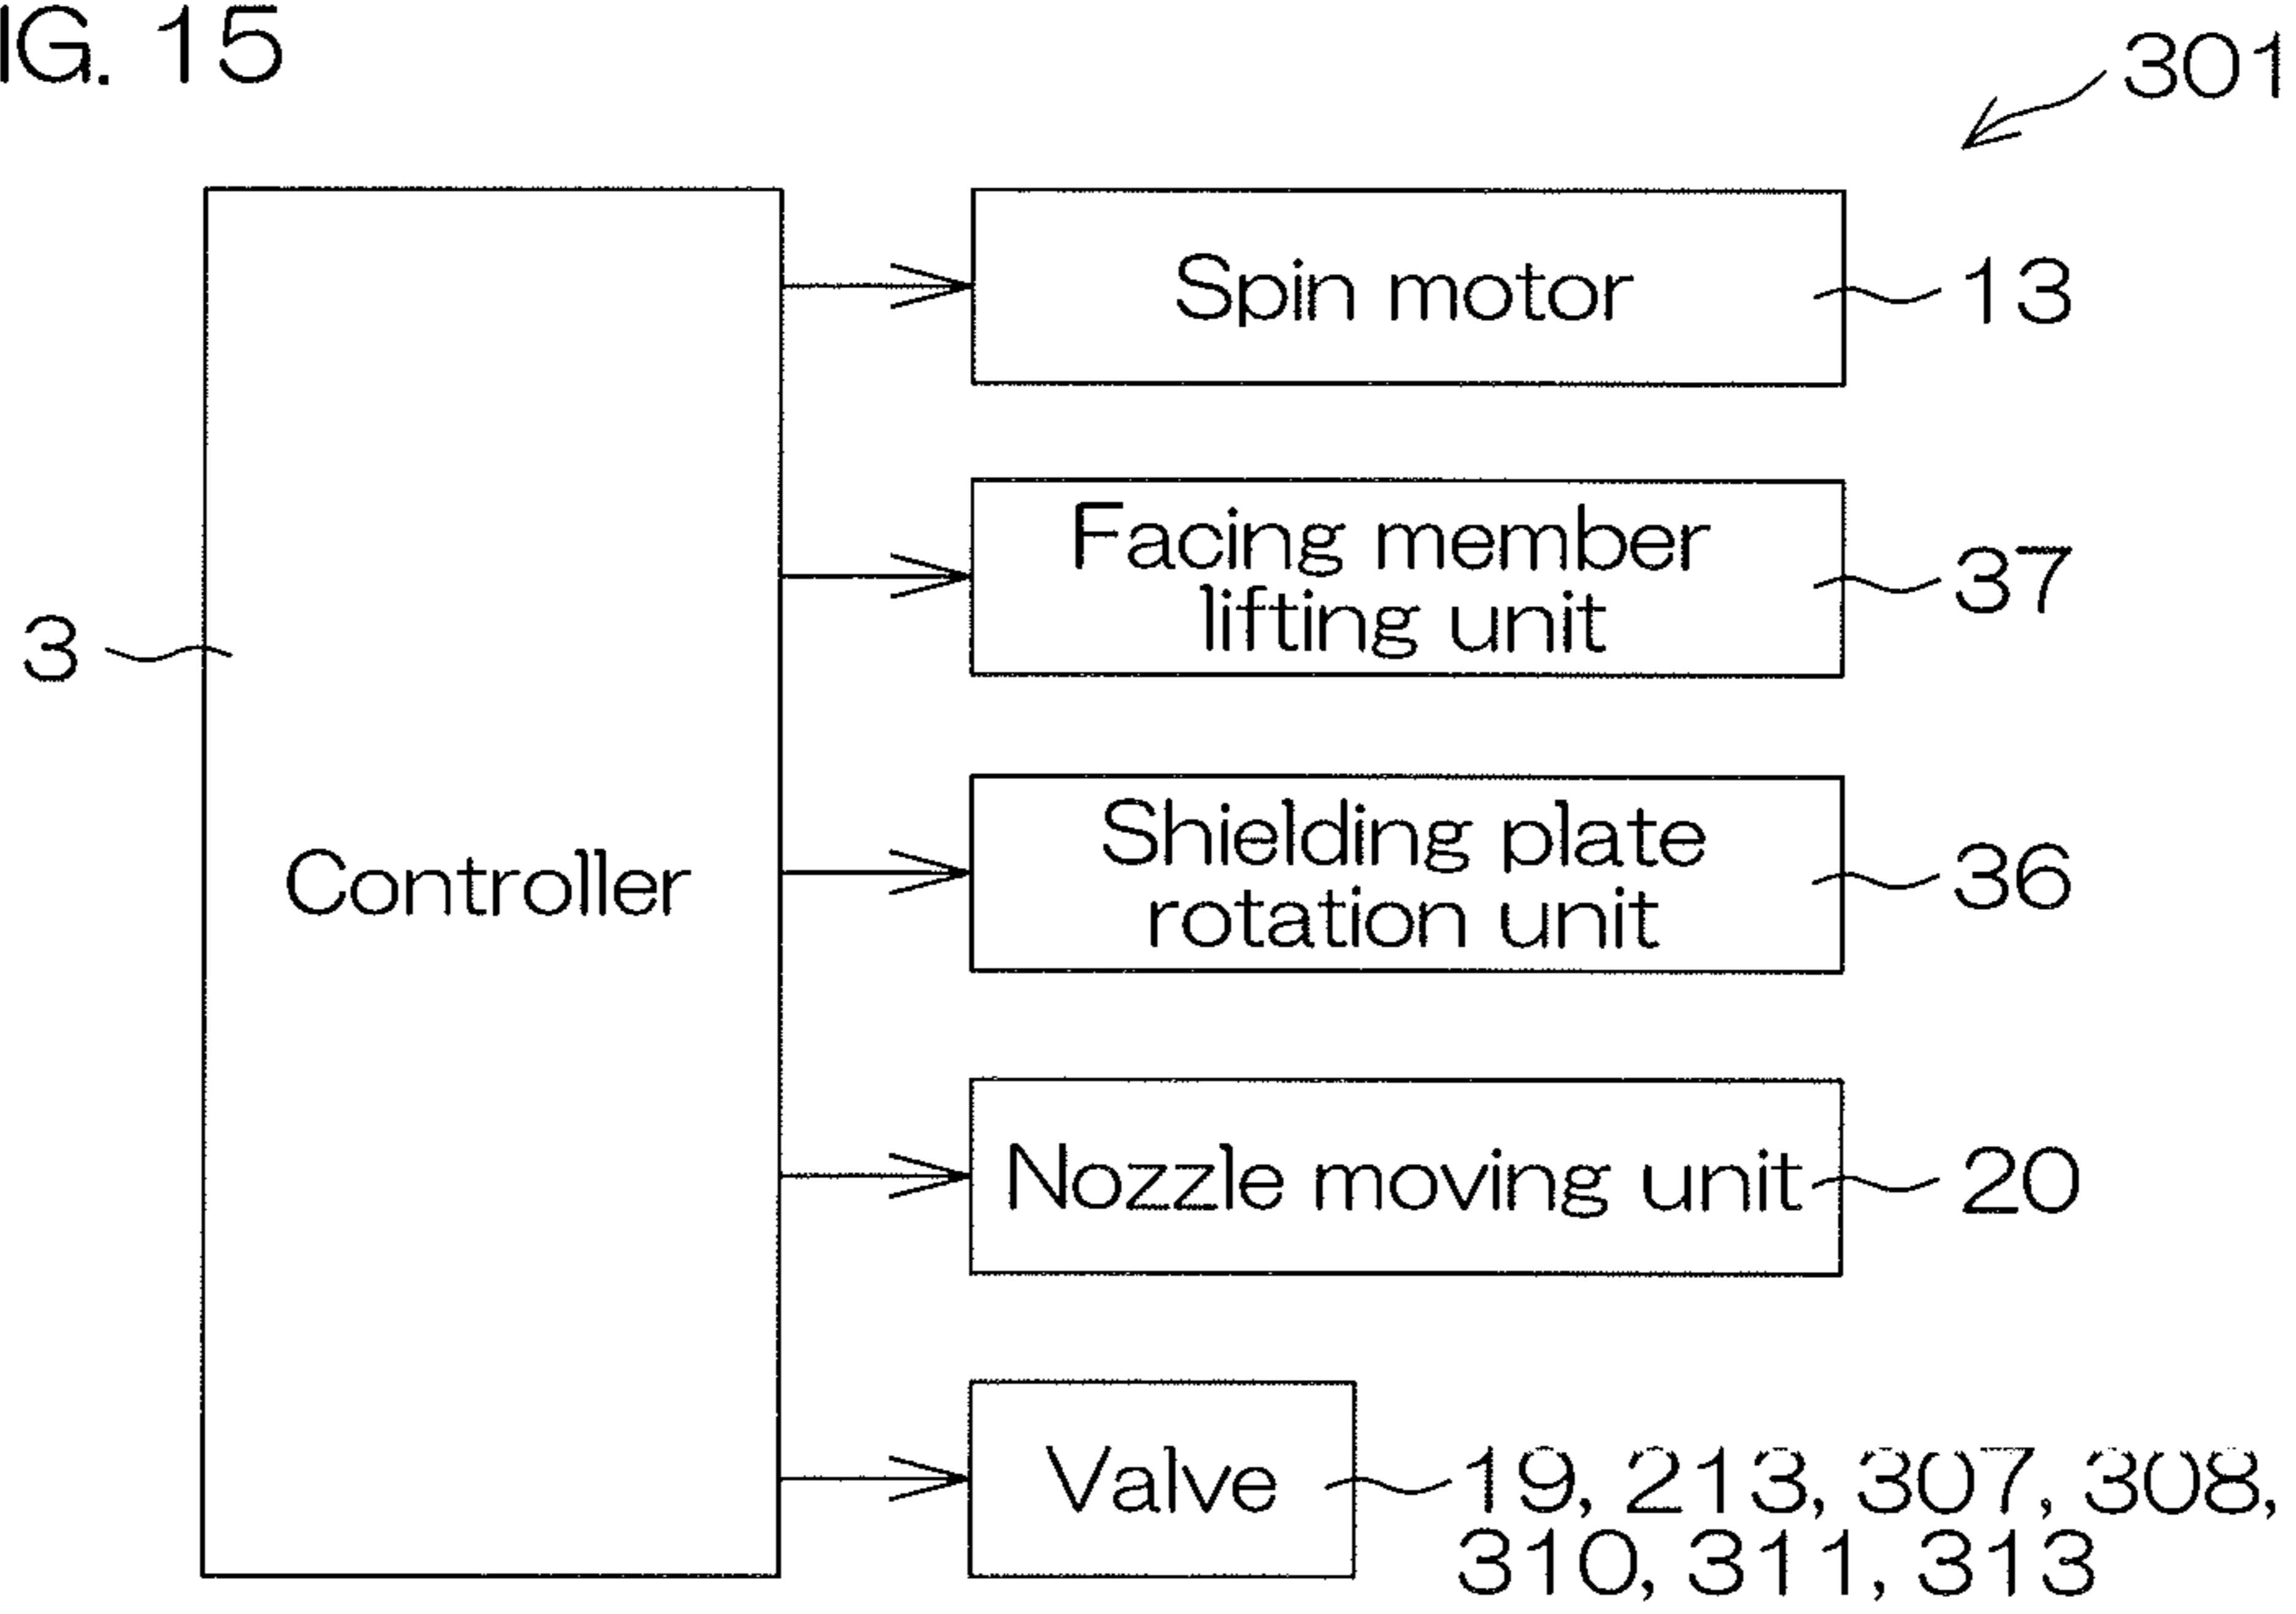 IG. 15
301
Spin motor
13
Facing member
lifting unit
37
3
Controller
Shielding plate
rotation unit
36
Nozzle moving unit
20
Valve
19, 213, 307, 308,
310, 311, 313